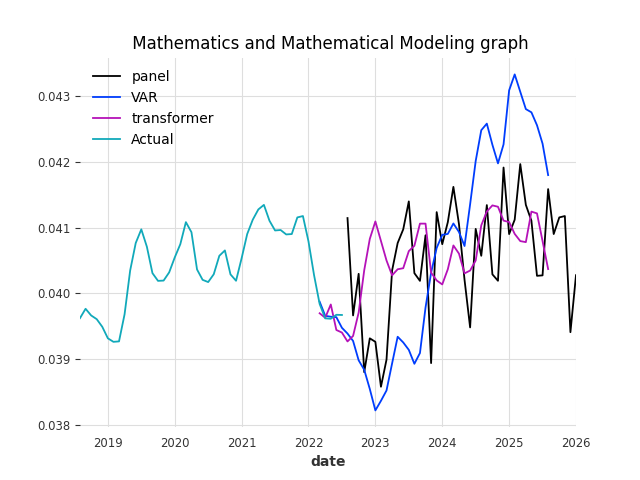 Mathematics and Mathematical Modeling graph
panel
VAR
transformer
Actual
0.043
0.042
0.041
0.040
0.039
0.038
2019 2020 2021 2022 2023 2024 2025 2026
date